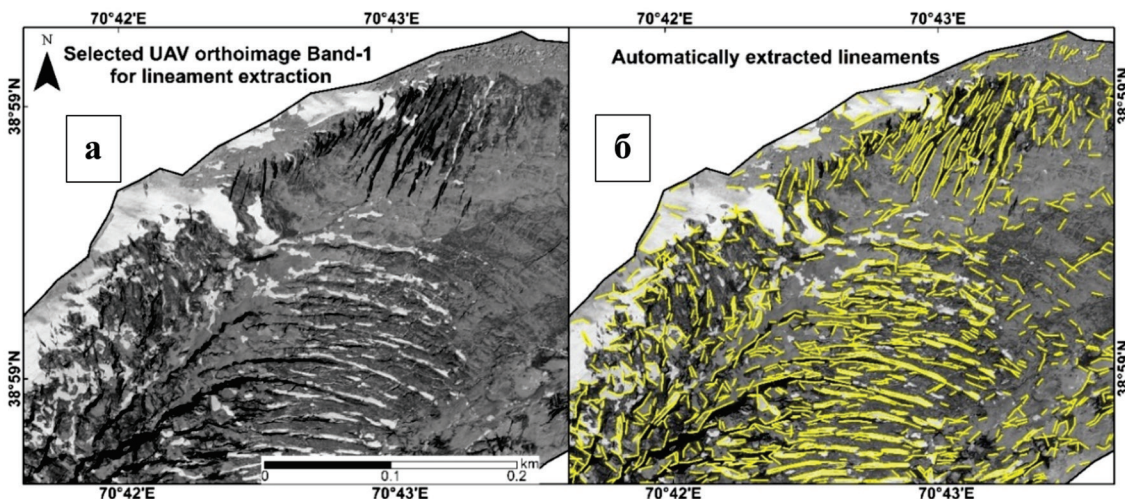 70°42'E 70°43'E 70°42'E 70°43'E
N
Selected UAV orthoimage Band-1
for lineament extraction
38°59'N
а
38°59'N
km
0 0.1 0.2
Automatically extracted lineaments
38°59'N
б
38°59'N
70°42'E 70°43'E 70°42'E 70°43'E